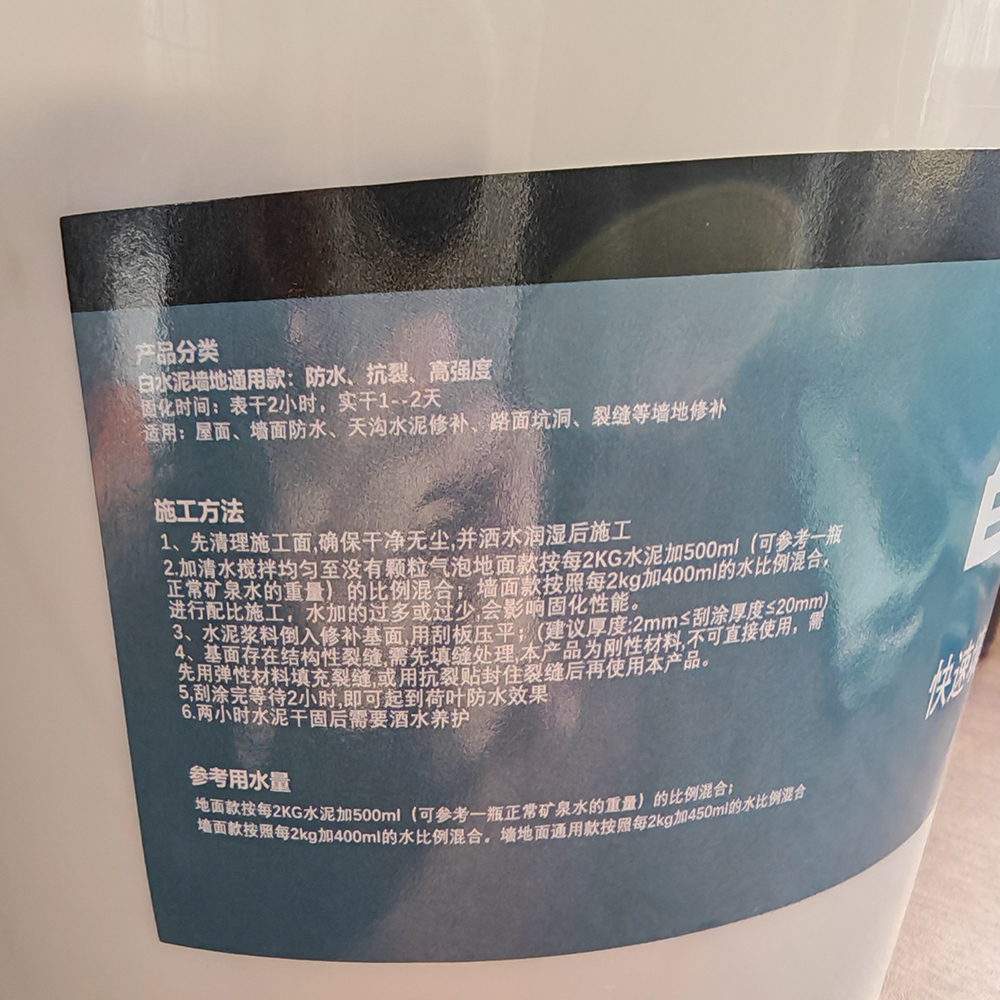 产品分类
白水泥墙地通用款：防水、抗裂、高强度
固化时间：表干2小时，实干1--2天
适用：屋面、墙面防水、天沟水泥修补、路面坑洞、裂缝等墙地修补
施工方法
1、先清理施工面,确保干净无尘,并洒水润湿后施工
2.加清水搅拌均匀至没有颗粒气泡地面款按每2KG水泥加500ml（可参考一瓶
正常矿泉水的重量）的比例混合；墙面款按照每2kg加400ml的水比例混合，
进行配比施工，水加的过多或过少,会影响固化性能。
3、水泥浆料倒入修补基面,用刮板压平；(建议厚度:2mm≤刮涂厚度≤20mm)
4、基面存在结构性裂缝,需先填缝处理,本产品为刚性材料,不可直接使用，需
先用弹性材料填充裂缝,或用抗裂贴封住裂缝后再使用本产品。
5,刮涂完等待2小时,即可起到荷叶防水效果
6.两小时水泥干固后需要洒水养护
参考用水量
地面款按每2KG水泥加500ml（可参考一瓶正常矿泉水的重量）的比例混合；
墙面款按照每2kg加400ml的水比例混合。墙地面通用款按照每2kg加450ml的水比例混合
快速